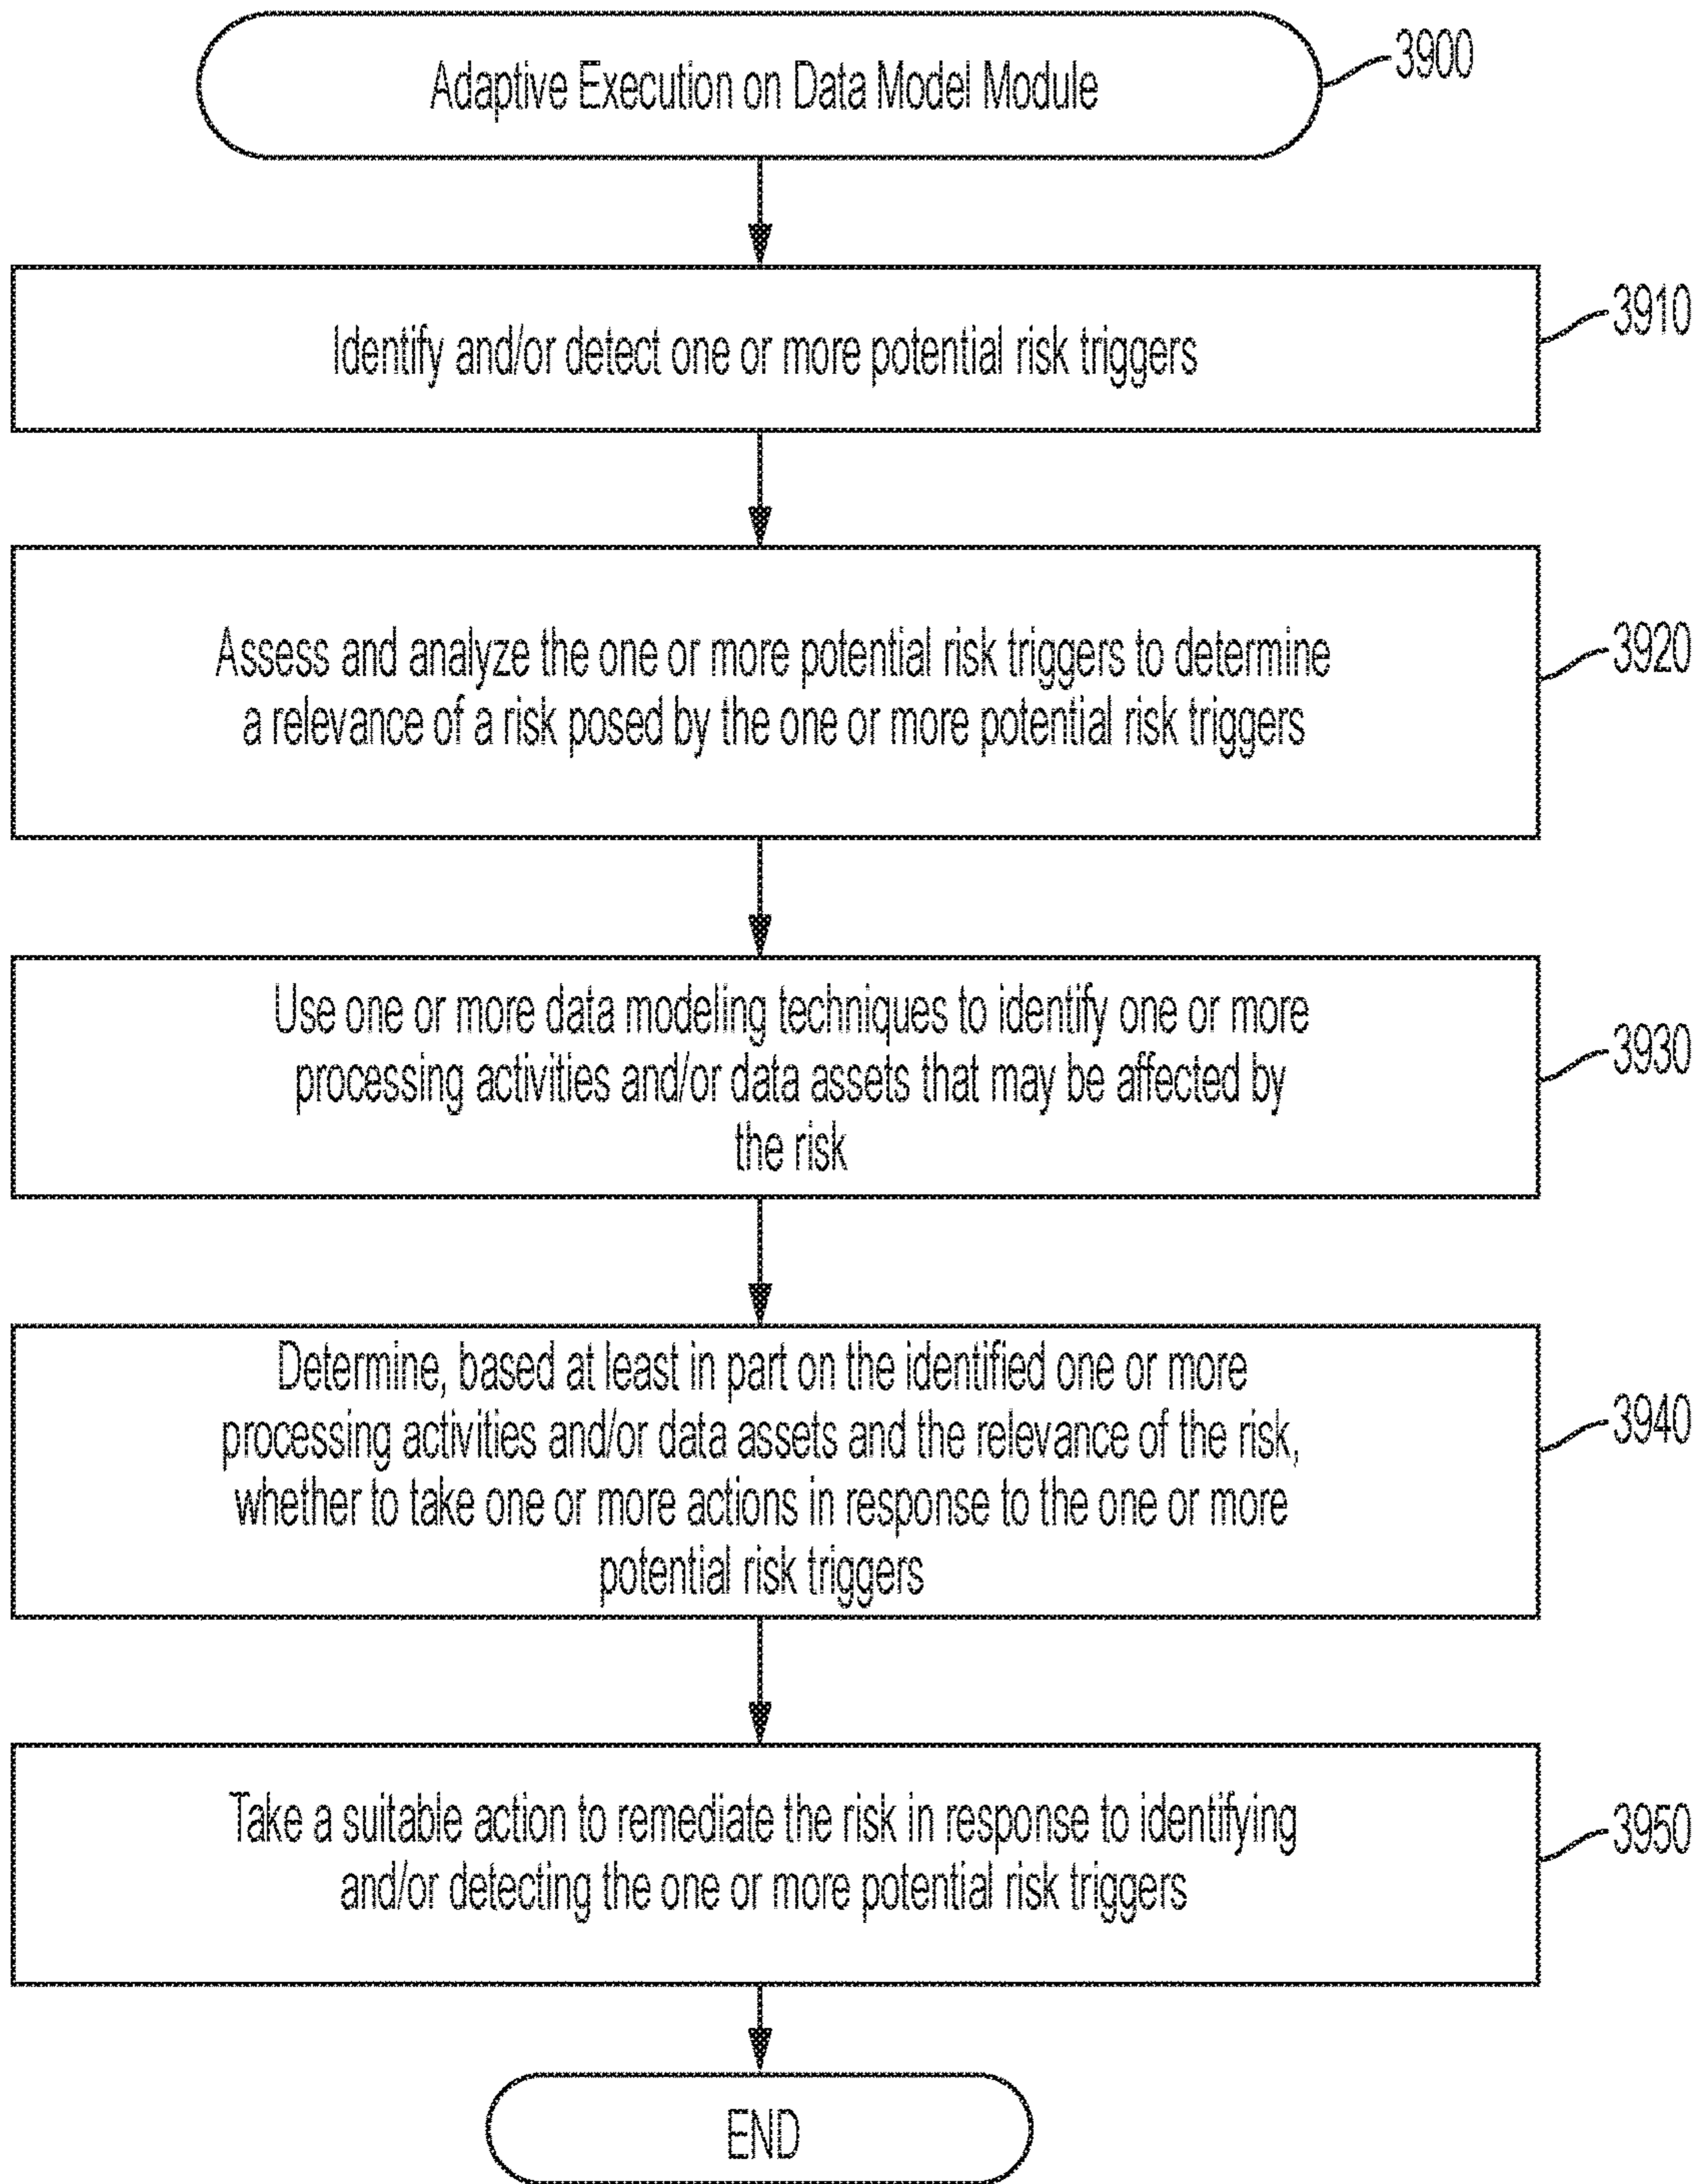 Adaptive Execution on Data Model Module
3900
Identify and/or detect one or more potential risk triggers
3910
Assess and analyze the one or more potential risk triggers to determine
a relevance of a risk posed by the one or more potential risk triggers
3920
Use one or more data modeling techniques to identify one or more
processing activities and/or data assets that may be affected by
the risk
3930
Determine, based at least in part on the identified one or more
processing activities and/or data assets and the relevance of the risk,
whether to take one or more actions in response to the one or more
potential risk triggers
3940
Take a suitable action to remediate the risk in response to identifying
and/or detecting the one or more potential risk triggers
3950
END